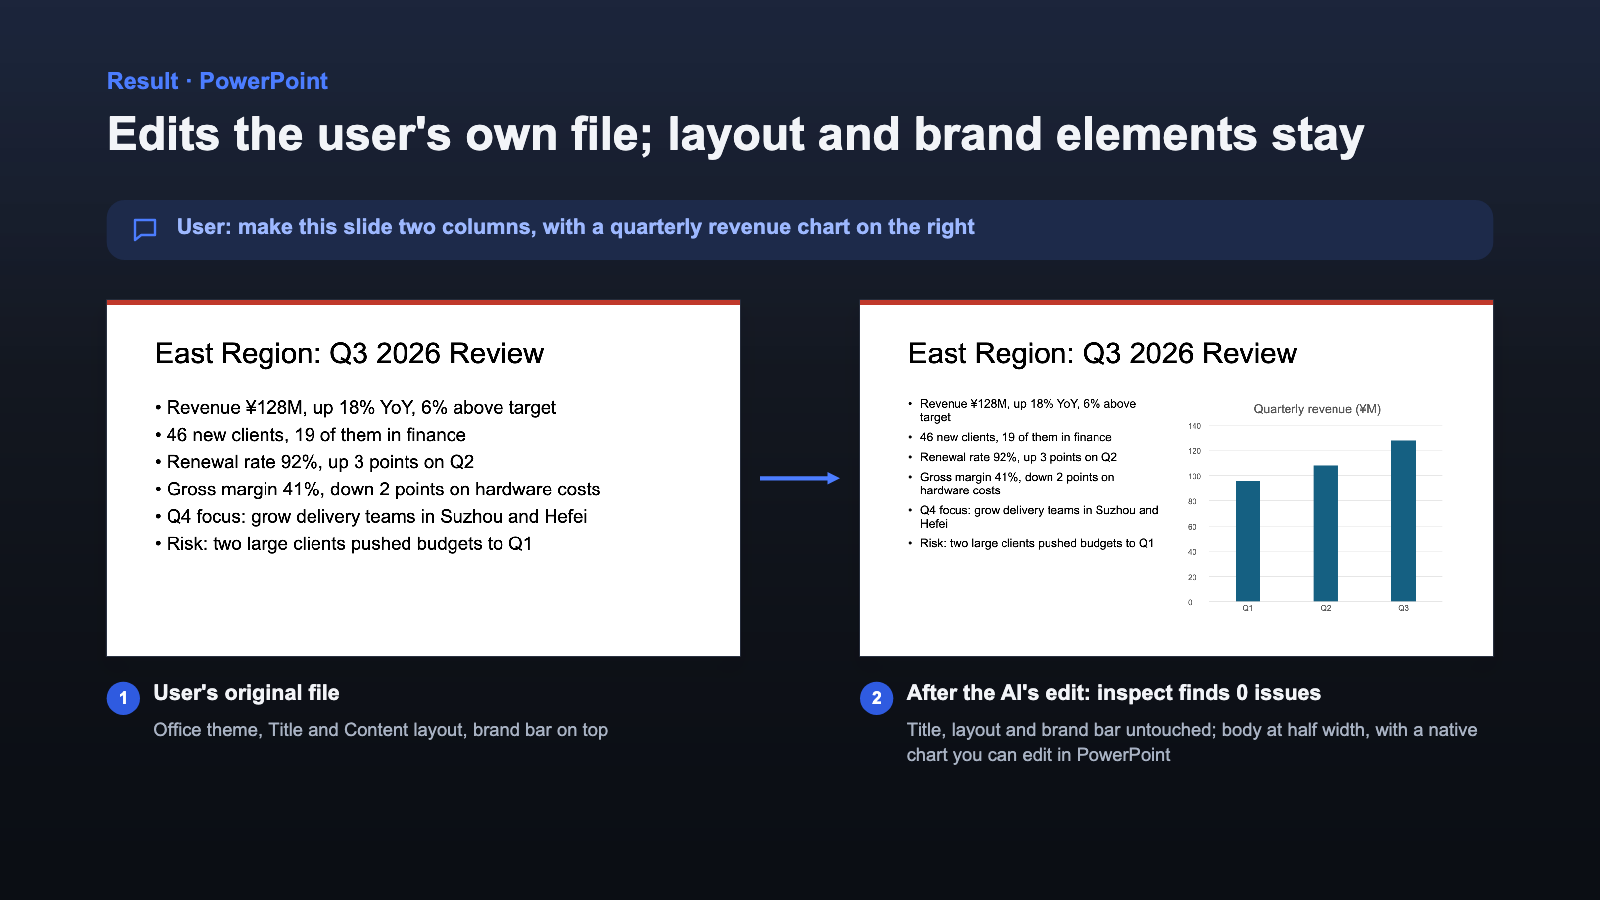 Result · PowerPoint
Edits the user's own file; layout and brand elements stay
User: make this slide two columns, with a quarterly revenue chart on the right
East Region: Q3 2026 Review
• Revenue ¥128M, up 18% YoY, 6% above target
• 46 new clients, 19 of them in finance
• Renewal rate 92%, up 3 points on Q2
• Gross margin 41%, down 2 points on hardware costs
• Q4 focus: grow delivery teams in Suzhou and Hefei
• Risk: two large clients pushed budgets to Q1
East Region: Q3 2026 Review
• Revenue ¥128M, up 18% YoY, 6% above
target
• 46 new clients, 19 of them in finance
• Renewal rate 92%, up 3 points on Q2
• Gross margin 41%, down 2 points on
hardware costs
• Q4 focus: grow delivery teams in Suzhou and
Hefei
• Risk: two large clients pushed budgets to Q1
Quarterly revenue (¥M)
140
120
100
80
60
40
20
0
Q1 Q2 Q3
1 User's original file
Office theme, Title and Content layout, brand bar on top
2 After the AI's edit: inspect finds 0 issues
Title, layout and brand bar untouched; body at half width, with a native
chart you can edit in PowerPoint